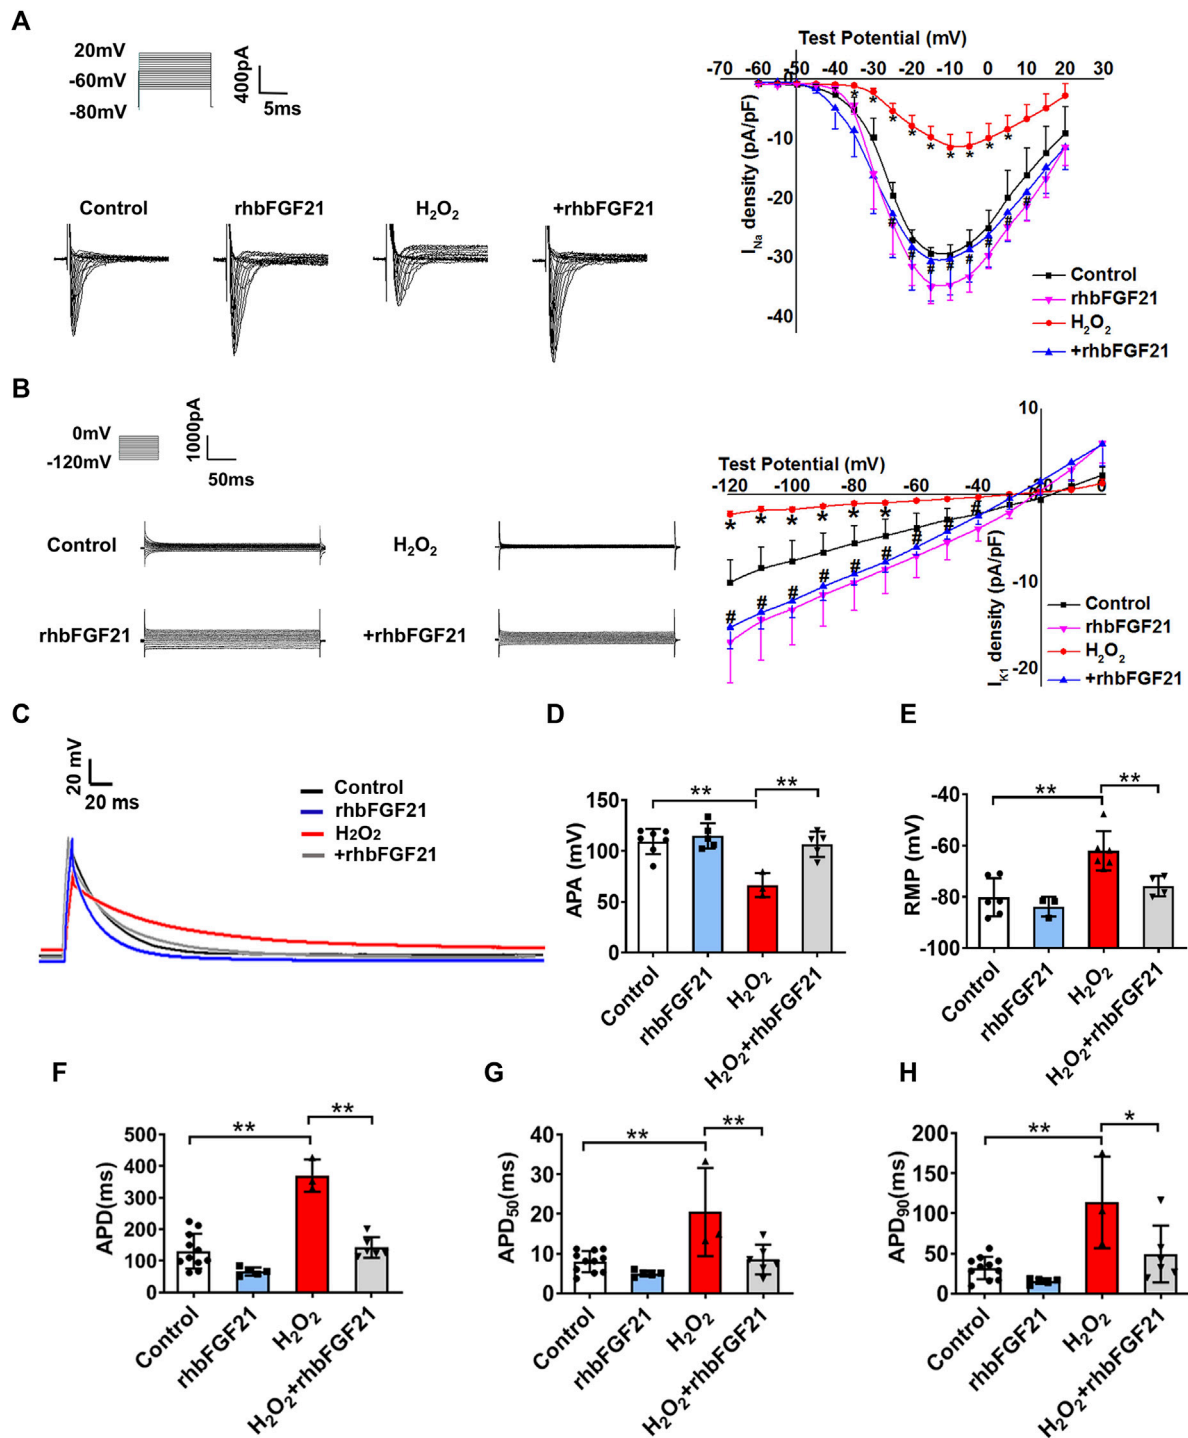 A
20mV
-60mV
-80mV
400pA
5ms
Control
rhbFGF21
H₂O₂
+rhbFGF21
Test Potential (mV)
-70 -60 -50 -40 -30 -20 -10 0 10 20 30
0
-10
-20
-30
-40
I_Na density (pA/pF)
* * * * * * * * *
# # # # # # # #
Control
rhbFGF21
H₂O₂
+rhbFGF21
B
0mV
-120mV
1000pA
50ms
Control
H₂O₂
rhbFGF21
+rhbFGF21
Test Potential (mV)
-120 -100 -80 -60 -40 0
10
-10
-20
I_K1 density (pA/pF)
* * * * * *
# # # # # # # # #
Control
rhbFGF21
H₂O₂
+rhbFGF21
C
20 mV
20 ms
Control
rhbFGF21
H₂O₂
+rhbFGF21
D
APA (mV)
150
100
50
0
** **
Control
rhbFGF21
H₂O₂
H₂O₂+rhbFGF21
E
RMP (mV)
-40
-60
-80
-100
** **
Control
rhbFGF21
H₂O₂
H₂O₂+rhbFGF21
F
APD(ms)
500
400
300
200
100
0
** **
Control
rhbFGF21
H₂O₂
H₂O₂+rhbFGF21
G
APD₅₀(ms)
40
30
20
10
0
** **
Control
rhbFGF21
H₂O₂
H₂O₂+rhbFGF21
H
APD₉₀(ms)
200
150
100
50
0
** *
Control
rhbFGF21
H₂O₂
H₂O₂+rhbFGF21